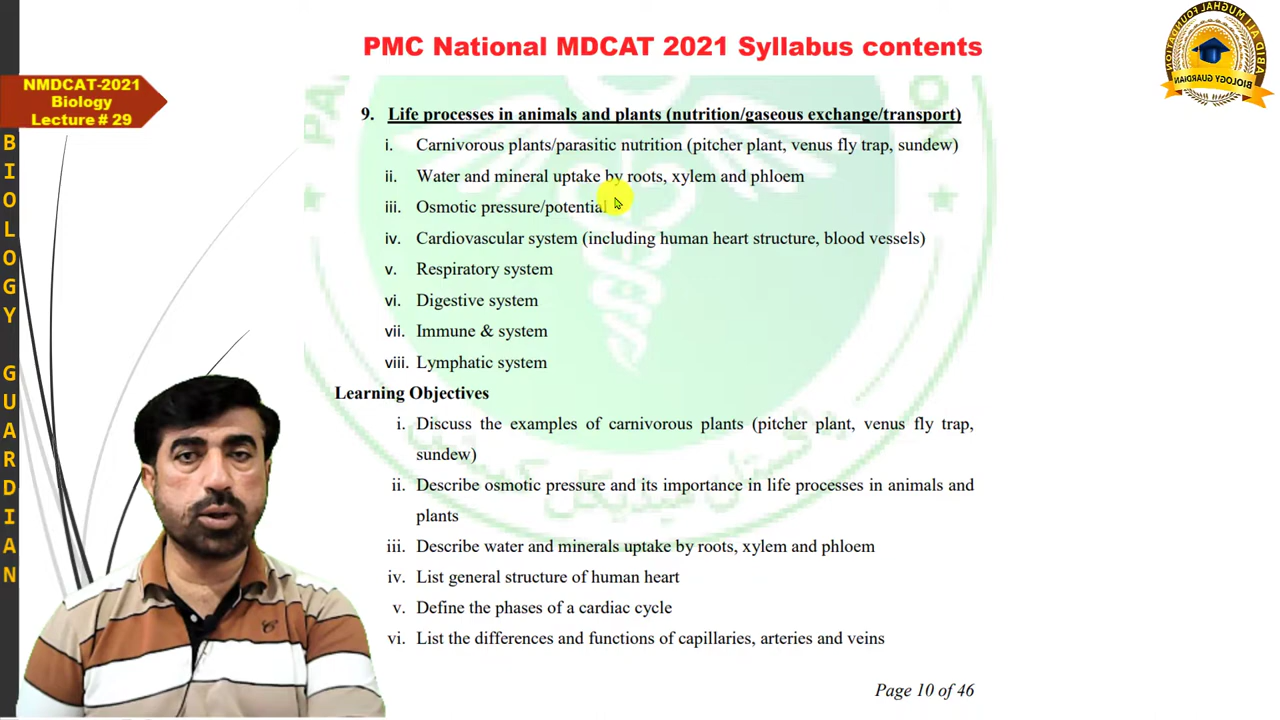 PMC National MDCAT 2021 Syllabus contents
NMDCAT-2021
Biology
Lecture # 29
BIOLOGY GUARDIAN
ABID ALI MUGHAL FOUNDATION
BIOLOGY GUARDIAN
9. Life processes in animals and plants (nutrition/gaseous exchange/transport)
i. Carnivorous plants/parasitic nutrition (pitcher plant, venus fly trap, sundew)
ii. Water and mineral uptake by roots, xylem and phloem
iii. Osmotic pressure/potential
iv. Cardiovascular system (including human heart structure, blood vessels)
v. Respiratory system
vi. Digestive system
vii. Immune & system
viii. Lymphatic system
Learning Objectives
i. Discuss the examples of carnivorous plants (pitcher plant, venus fly trap,
sundew)
ii. Describe osmotic pressure and its importance in life processes in animals and
plants
iii. Describe water and minerals uptake by roots, xylem and phloem
iv. List general structure of human heart
v. Define the phases of a cardiac cycle
vi. List the differences and functions of capillaries, arteries and veins
Page 10 of 46